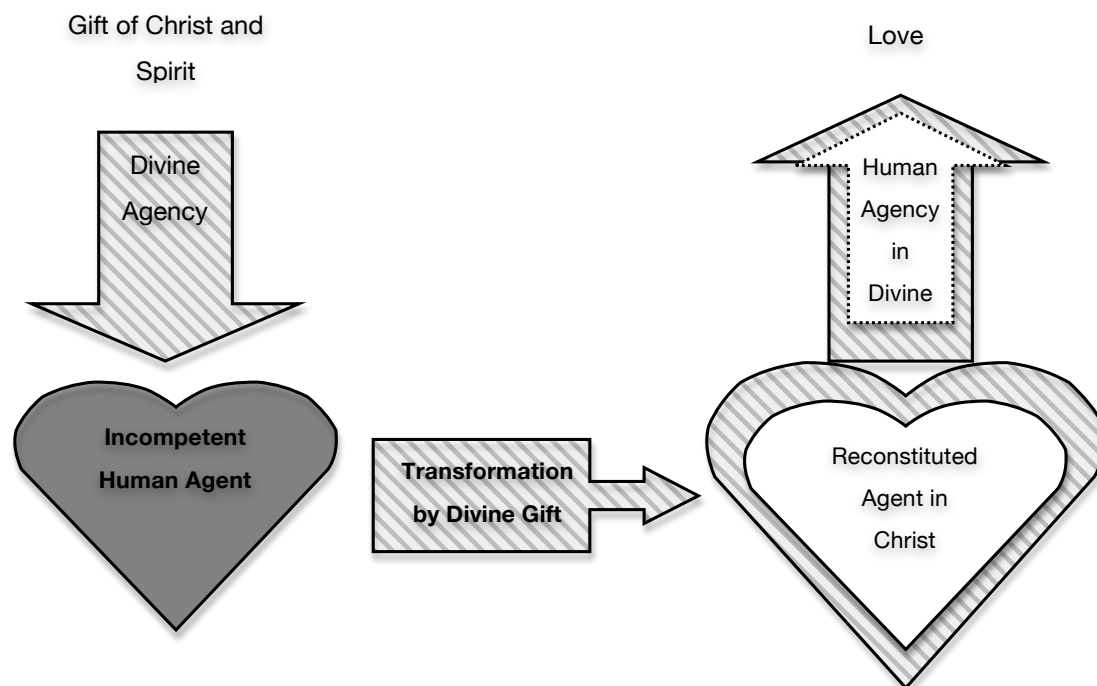 Gift of Christ and
Spirit
Divine
Agency
Incompetent
Human Agent
Transformation
by Divine Gift
Love
Human
Agency
in
Divine
Reconstituted
Agent in
Christ